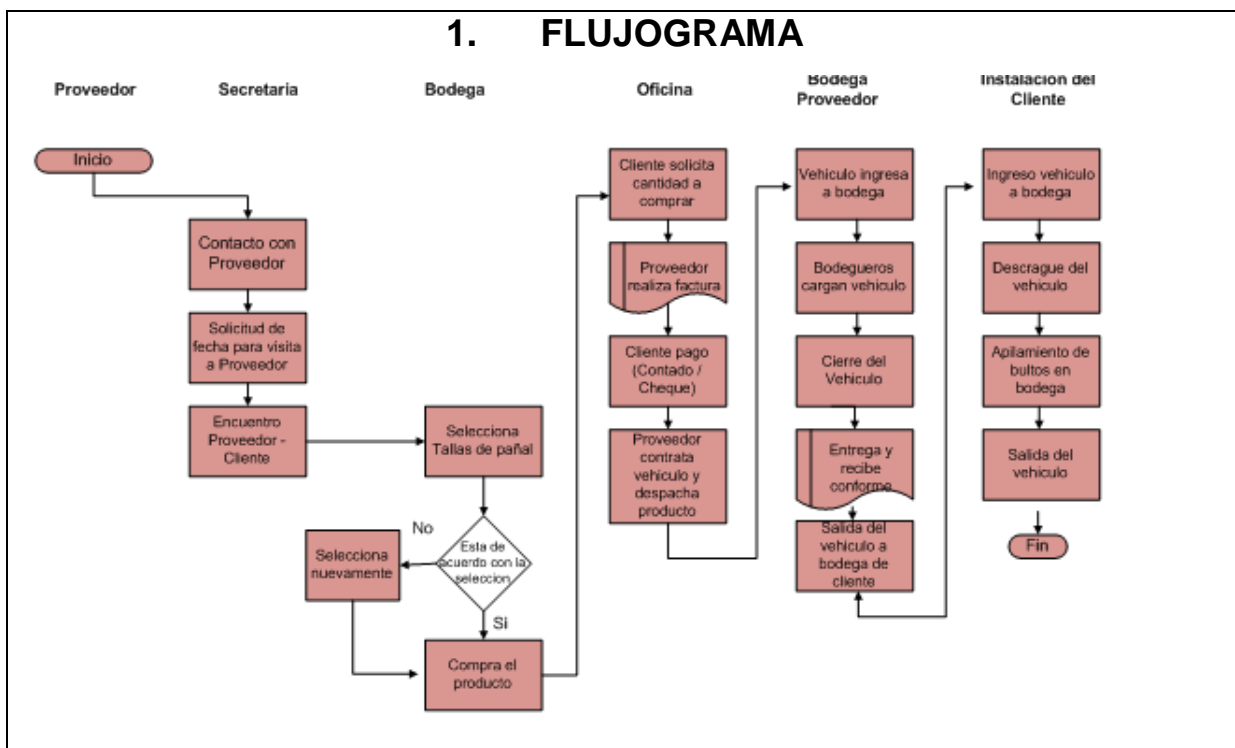 1. FLUJOGRAMA
Proveedor
Secretaria
Bodega
Oficina
Bodega
Proveedor
Instalacion del
Cliente
Inicio
Contacto con
Proveedor
Solicitud de
fecha para visita
a Proveedor
Encuentro
Proveedor -
Cliente
Selecciona
Tallas de pañal
Esta de
acuerdo con la
seleccion
No
Selecciona
nuevamente
Si
Compra el
producto
Cliente solicita
cantidad a
comprar
Proveedor
realiza factura
Cliente pago
(Contado /
Cheque)
Proveedor
contrata
vehiculo y
despacha
producto
Vehiculo ingresa
a bodega
Bodegueros
cargan vehiculo
Cierre del
Vehiculo
Entrega y
recibe
conforme
Salida del
vehiculo a
bodega de
cliente
Ingreso vehiculo
a bodega
Descrague del
vehiculo
Apilamiento de
bultos en
bodega
Salida del
vehiculo
Fin